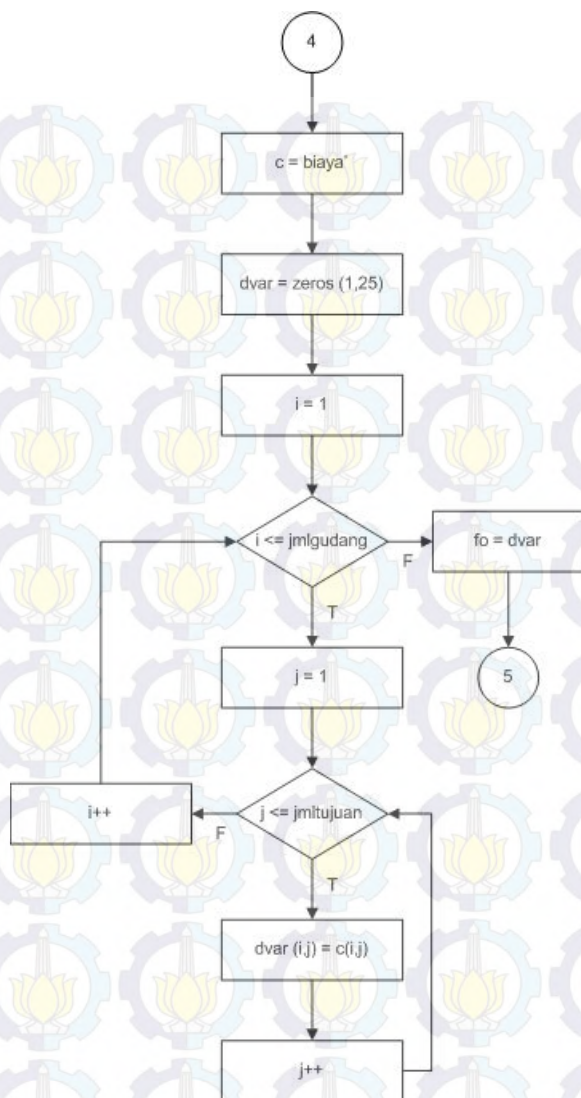 4
c = biaya'
dvar = zeros (1,25)
i = 1
i <= jmlgudang
F
fo = dvar
T
j = 1
5
i++
F
j <= jmltujuan
T
dvar (i,j) = c(i,j)
j++